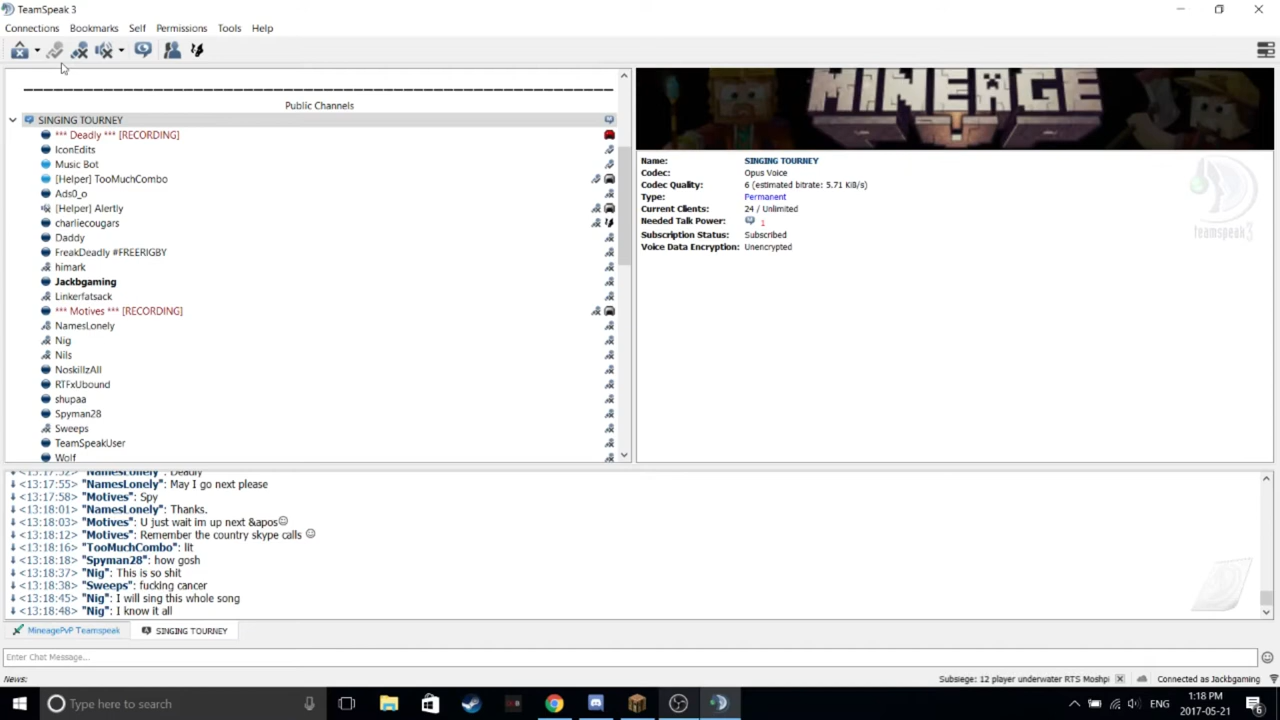 TeamSpeak 3
Connections Bookmarks Self Permissions Tools Help
Public Channels
SINGING TOURNEY
*** Deadly *** [RECORDING]
IconEdits
Music Bot
[Helper] TooMuchCombo
Ads0_o
[Helper] Alertly
charliecougars
Daddy
FreakDeadly #FREERIGBY
himark
Jackbgaming
Linkerfatsack
*** Motives *** [RECORDING]
NamesLonely
Nig
Nils
NoskillzAll
RTFxUbound
shupaa
Spyman28
Sweeps
TeamSpeakUser
Wolf
MINEAGE
Name: SINGING TOURNEY
Codec: Opus Voice
Codec Quality: 6 (estimated bitrate: 5.71 KiB/s)
Type: Permanent
Current Clients: 24 / Unlimited
Needed Talk Power: 1
Subscription Status: Subscribed
Voice Data Encryption: Unencrypted
teamspeak3
<13:17:52> "NamesLonely": Deadly
<13:17:55> "NamesLonely": May I go next please
<13:17:58> "Motives": Spy
<13:18:01> "NamesLonely": Thanks.
<13:18:03> "Motives": U just wait im up next &apos
<13:18:12> "Motives": Remember the country skype calls
<13:18:16> "TooMuchCombo": lit
<13:18:18> "Spyman28": how gosh
<13:18:37> "Nig": This is so shit
<13:18:38> "Sweeps": fucking cancer
<13:18:45> "Nig": I will sing this whole song
<13:18:48> "Nig": I know it all
MineagePvP Teamspeak SINGING TOURNEY
Enter Chat Message...
News: Subsiege: 12 player underwater RTS Moshpi Connected as Jackbgaming
Type here to search
ENG
1:18 PM
2017-05-21
6